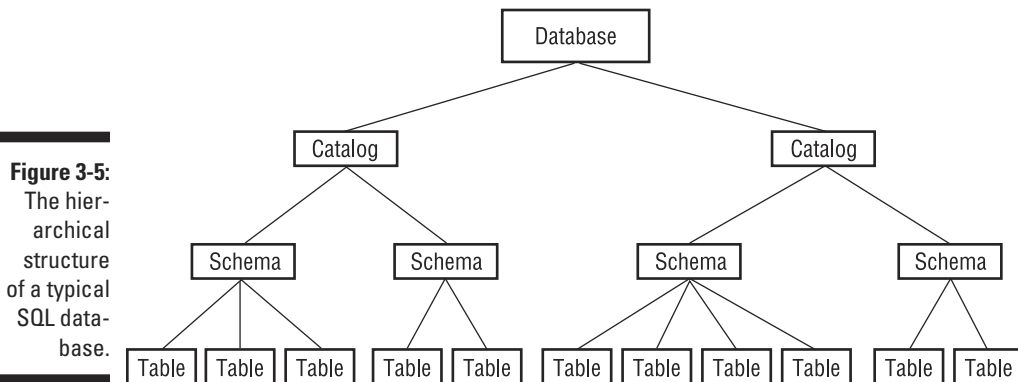 Database
Catalog Catalog
Figure 3-5:
The hier-
archical
structure
of a typical
SQL data-
base.
Schema Schema Schema Schema
Table Table Table Table Table Table Table Table Table Table Table